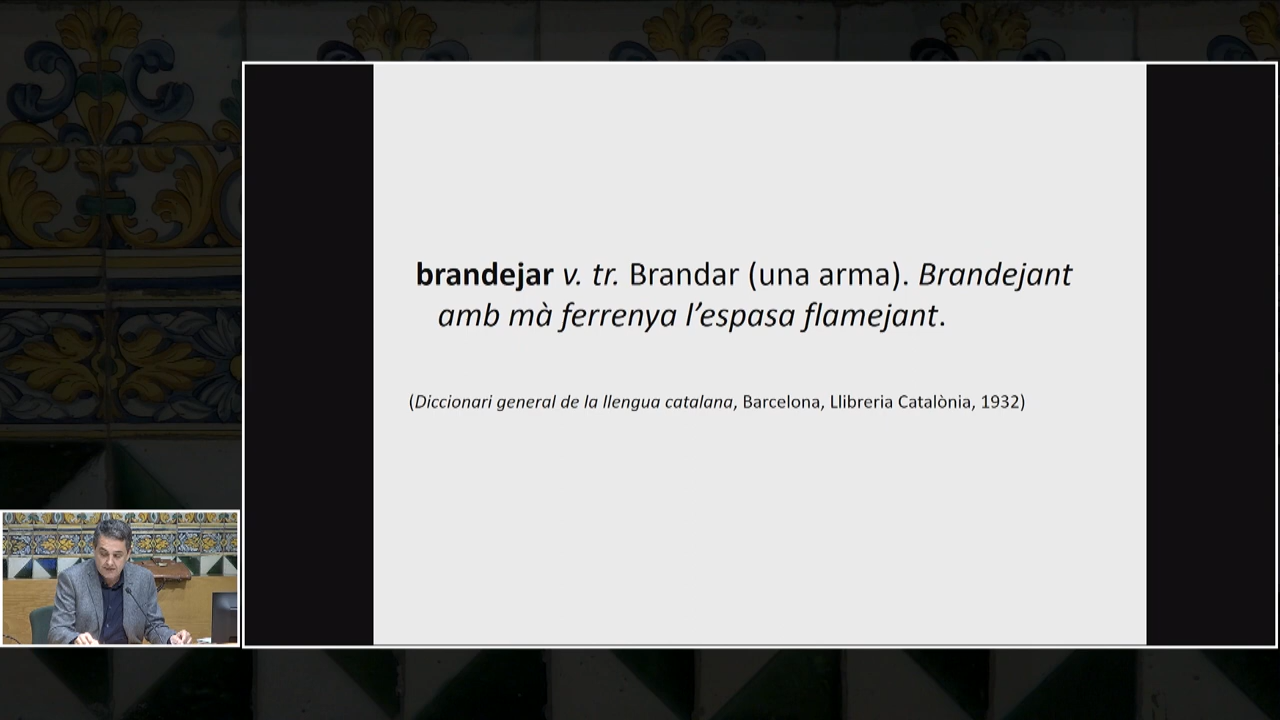 brandejar v. tr. Brandar (una arma). Brandejant
amb mà ferrenya l’espasa flamejant.
(Diccionari general de la llengua catalana, Barcelona, Llibreria Catalònia, 1932)